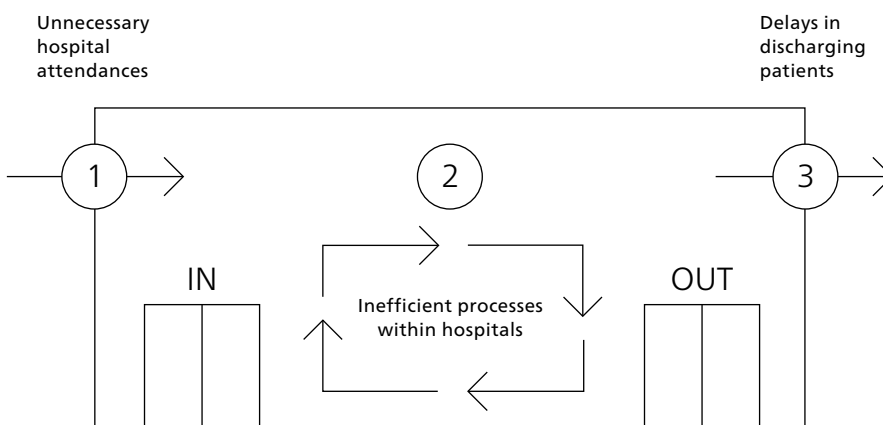 Unnecessary
hospital
attendances
Delays in
discharging
patients
1
2
3
IN
OUT
Inefficient processes
within hospitals